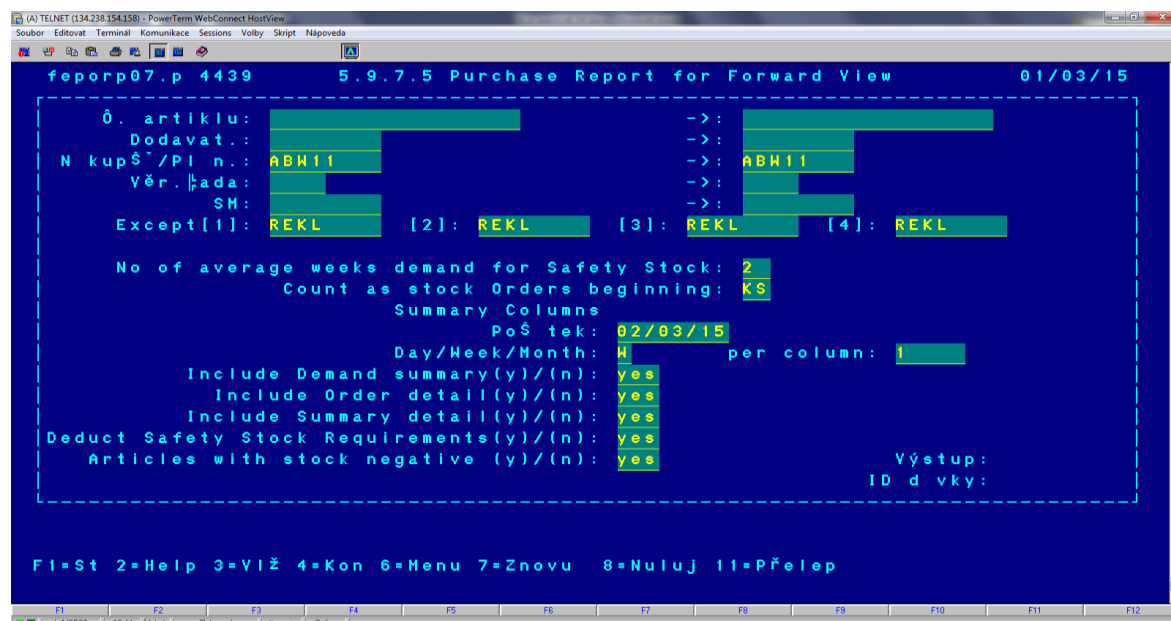 (A) TELNET (134.238.154.158) - PowerTerm WebConnect HostView
Soubor Editovat Terminál Komunikace Sessions Volby Skript Nápověda
feporp07.p 4439 5.9.7.5 Purchase Report for Forward View 01/03/15
Ô. artiklu: ->:
Dodavat.: ->:
N kupŠˇ/Pl n.: ABW11 ->: ABW11
Věr.╠ada: ->:
SM: ->:
Except[1]: REKL [2]: REKL [3]: REKL [4]: REKL
No of average weeks demand for Safety Stock: 2
Count as stock Orders beginning: KS
Summary Columns
PoŠ tek: 02/03/15
Day/Week/Month: W per column: 1
Include Demand summary(y)/(n): yes
Include Order detail(y)/(n): yes
Include Summary detail(y)/(n): yes
Deduct Safety Stock Requirements(y)/(n): yes
Articles with stock negative (y)/(n): yes Výstup:
ID d vky:
F1=St 2=Help 3=Vlž 4=Kon 6=Menu 7=Znovu 8=Nuluj 11=Přelep
F1 F2 F3 F4 F5 F6 F7 F8 F9 F10 F11 F12